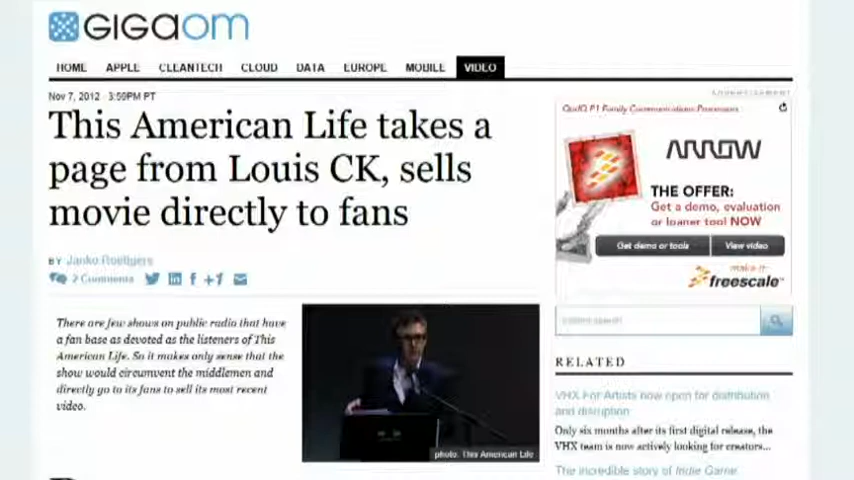 GIGAOM
HOME APPLE CLEANTECH CLOUD DATA EUROPE MOBILE VIDEO
Nov 7, 2012 - 3:59PM PT
This American Life takes a
page from Louis CK, sells
movie directly to fans
BY Janko Roettgers
2 Comments
There are few shows on public radio that have
a fan base as devoted as the listeners of This
American Life. So it makes only sense that the
show would circumvent the middlemen and
directly go to its fans to sell its most recent
video.
photo: This American Life
Advertisement
QorIQ P1 Family Communications Processors
ARROW
THE OFFER:
Get a demo, evaluation
or loaner tool NOW
Get demo or tools
View video
make it
freescale
RELATED
VHX For Artists now open for distribution
and disruption
Only six months after its first digital release, the
VHX team is now actively looking for creators...
The incredible story of Indie Game